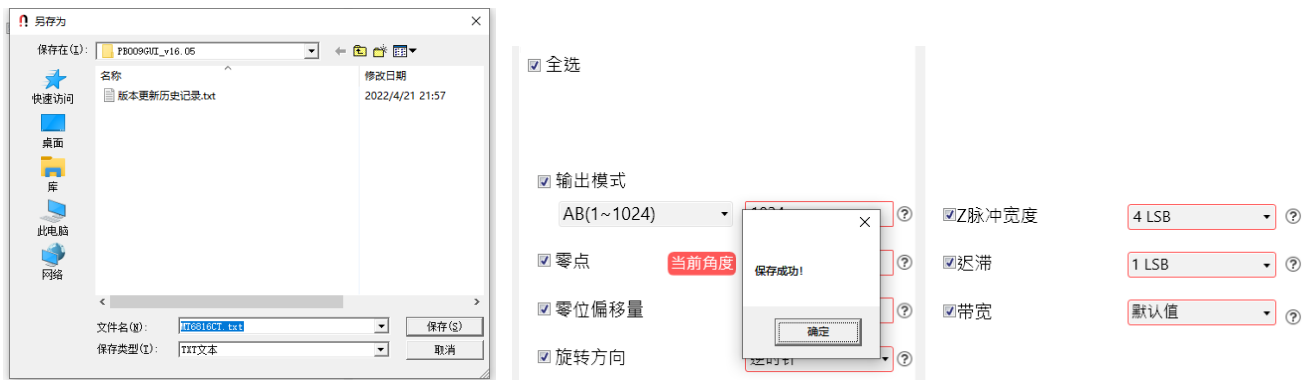 另存为
保存在(I):
PB009GUI_v16.05
名称
修改日期
版本更新历史记录.txt
2022/4/21 21:57
快速访问
桌面
库
此电脑
网络
文件名(N):
MT6816CT.txt
保存(S)
保存类型(T):
TXT文本
取消
全选
输出模式
AB(1~1024)
零点
当前角度
零位偏移量
旋转方向
保存成功!
确定
Z脉冲宽度
4 LSB
迟滞
1 LSB
带宽
默认值